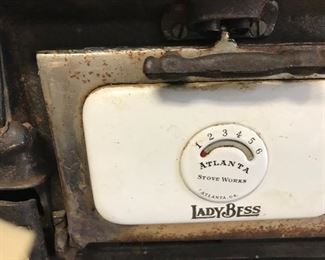 1 2 3 4 5 6
ATLANTA
STOVE WORKS
ATLANTA, GA.
LADY BESS